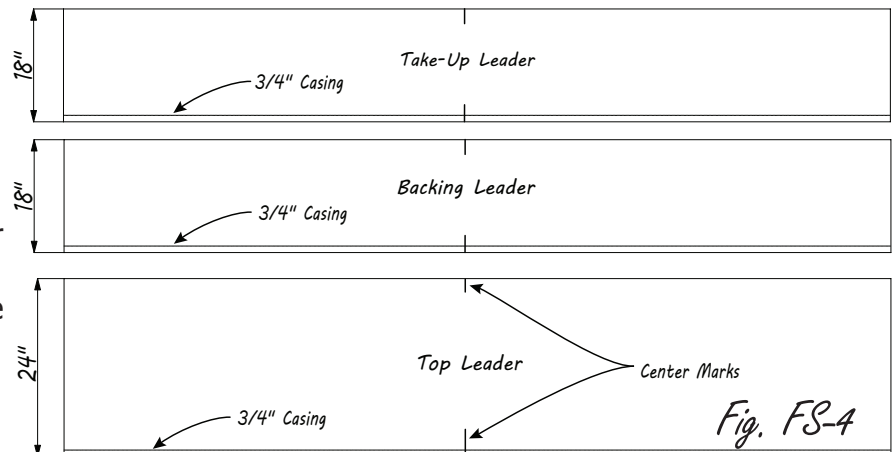 18"
Take-Up Leader
3/4" Casing
18"
Backing Leader
3/4" Casing
24"
Top Leader
Center Marks
3/4" Casing
Fig. FS-4